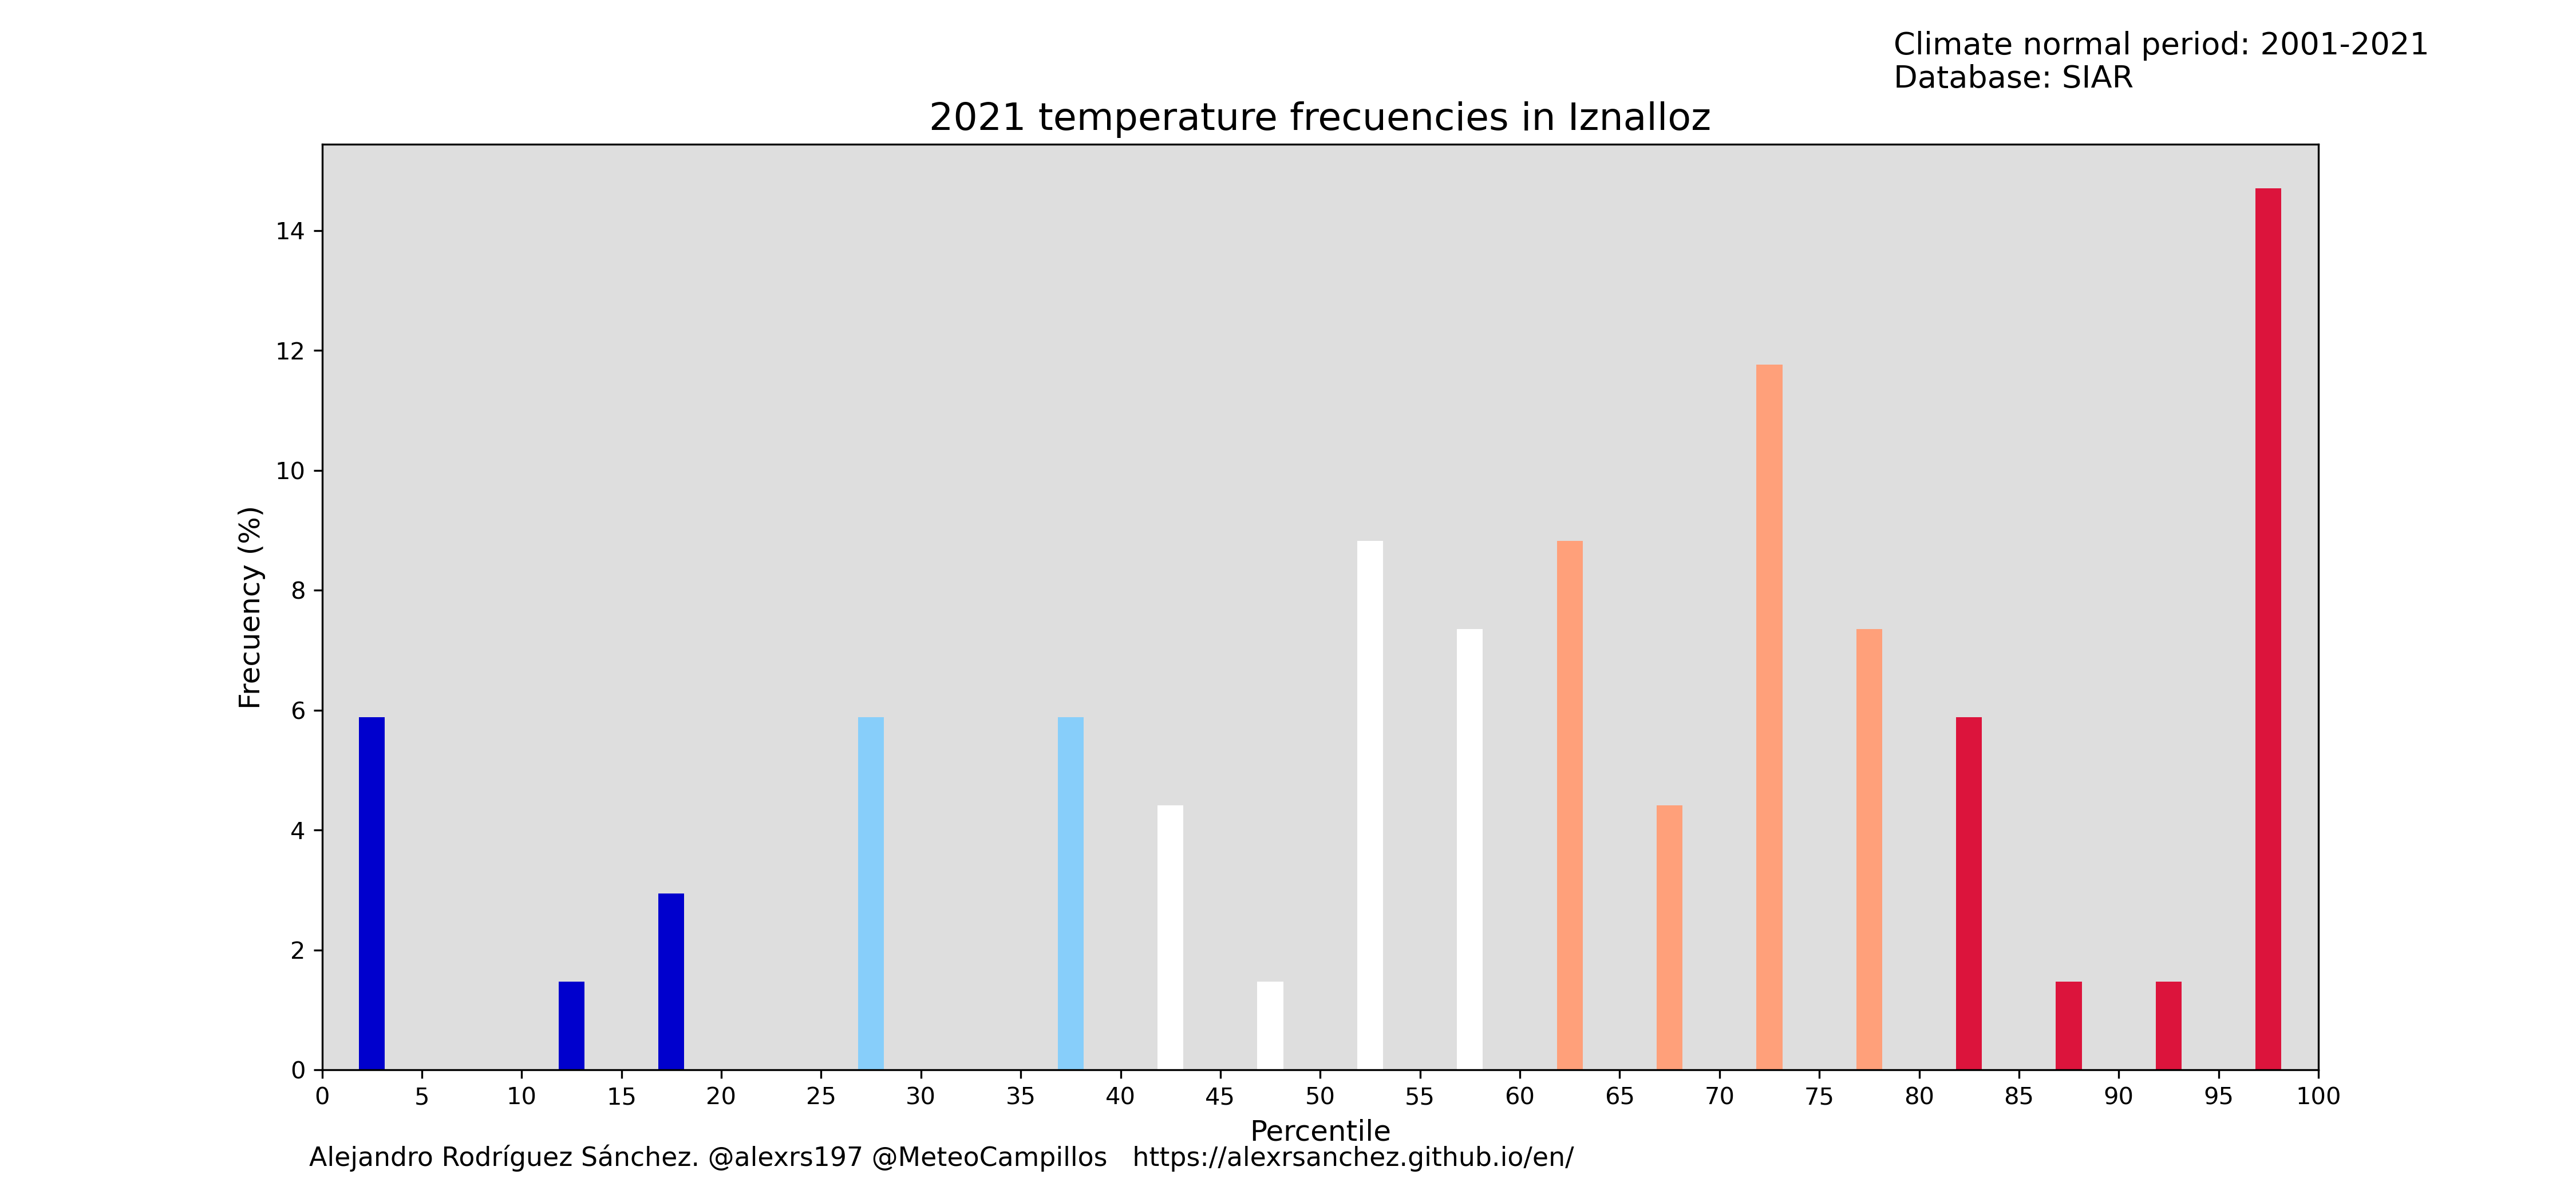 Climate normal period: 2001-2021
Database: SIAR
2021 temperature frecuencies in Iznalloz
Frecuency (%)
14
12
10
8
6
4
2
0
0 5 10 15 20 25 30 35 40 45 50 55 60 65 70 75 80 85 90 95 100
Percentile
Alejandro Rodríguez Sánchez. @alexrs197 @MeteoCampillos https://alexrsanchez.github.io/en/